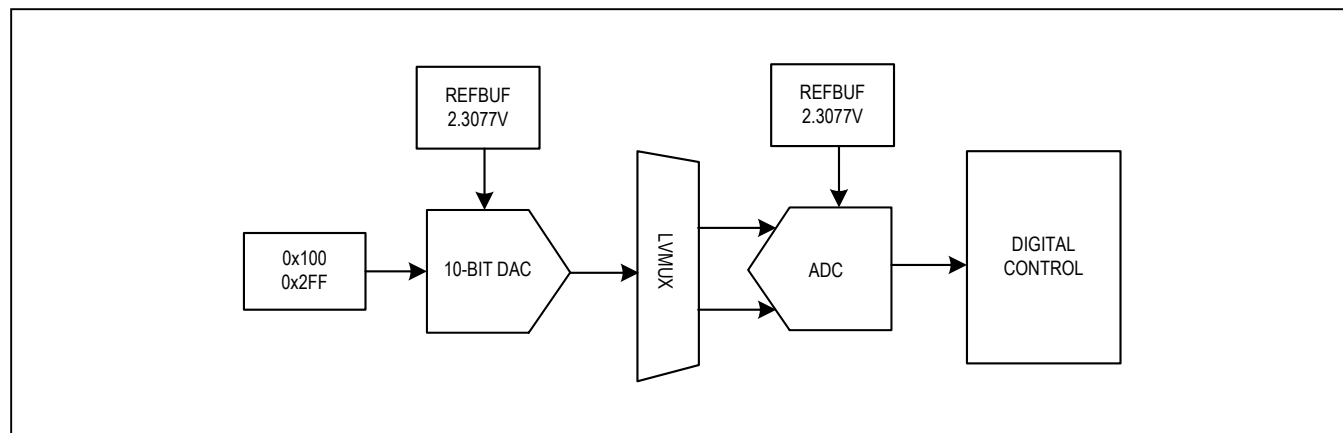 REFBUF
2.3077V
REFBUF
2.3077V
0x100
0x2FF
10-BIT DAC
LVMUX
ADC
DIGITAL
CONTROL